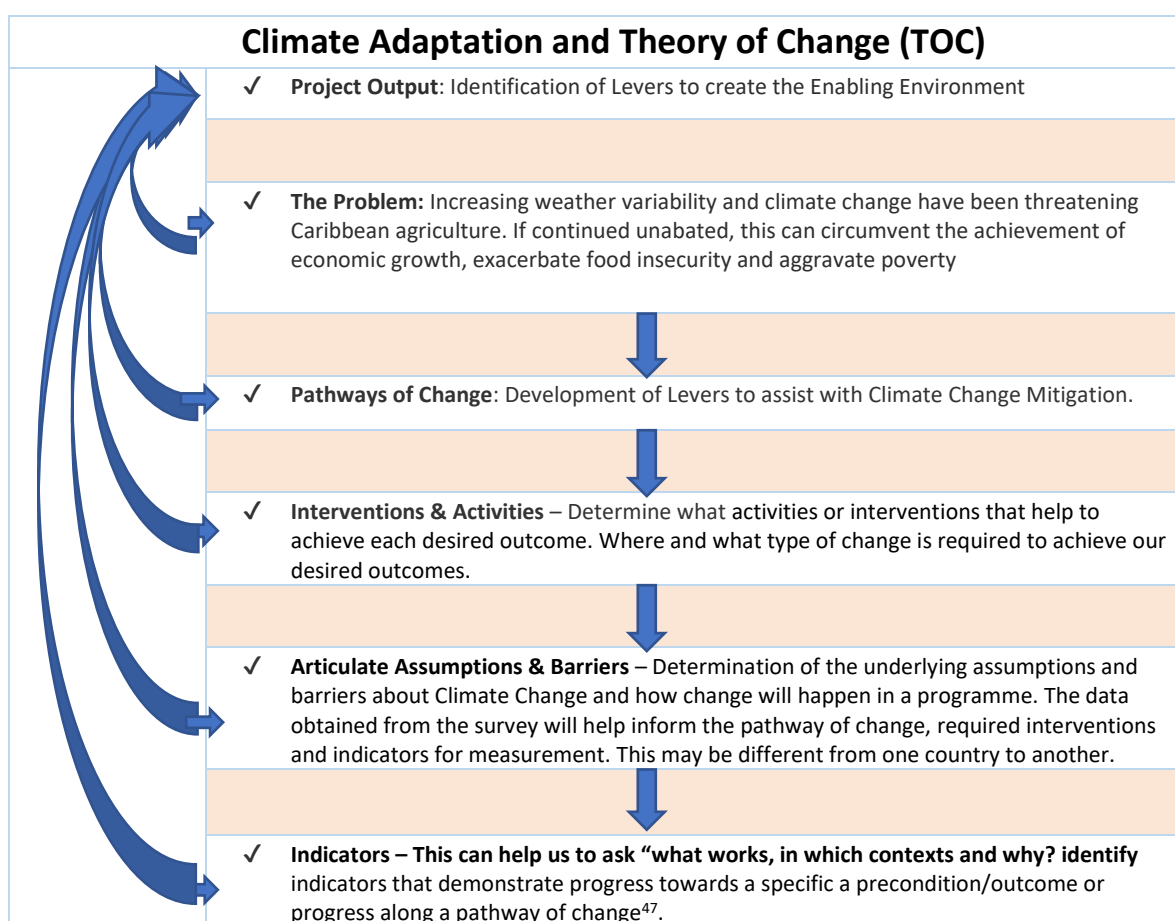 Climate Adaptation and Theory of Change (TOC)
✓ Project Output: Identification of Levers to create the Enabling Environment
✓ The Problem: Increasing weather variability and climate change have been threatening
Caribbean agriculture. If continued unabated, this can circumvent the achievement of
economic growth, exacerbate food insecurity and aggravate poverty
✓ Pathways of Change: Development of Levers to assist with Climate Change Mitigation.
✓ Interventions & Activities – Determine what activities or interventions that help to
achieve each desired outcome. Where and what type of change is required to achieve our
desired outcomes.
✓ Articulate Assumptions & Barriers – Determination of the underlying assumptions and
barriers about Climate Change and how change will happen in a programme. The data
obtained from the survey will help inform the pathway of change, required interventions
and indicators for measurement. This may be different from one country to another.
✓ Indicators – This can help us to ask “what works, in which contexts and why? identify
indicators that demonstrate progress towards a specific a precondition/outcome or
progress along a pathway of change⁴⁷.